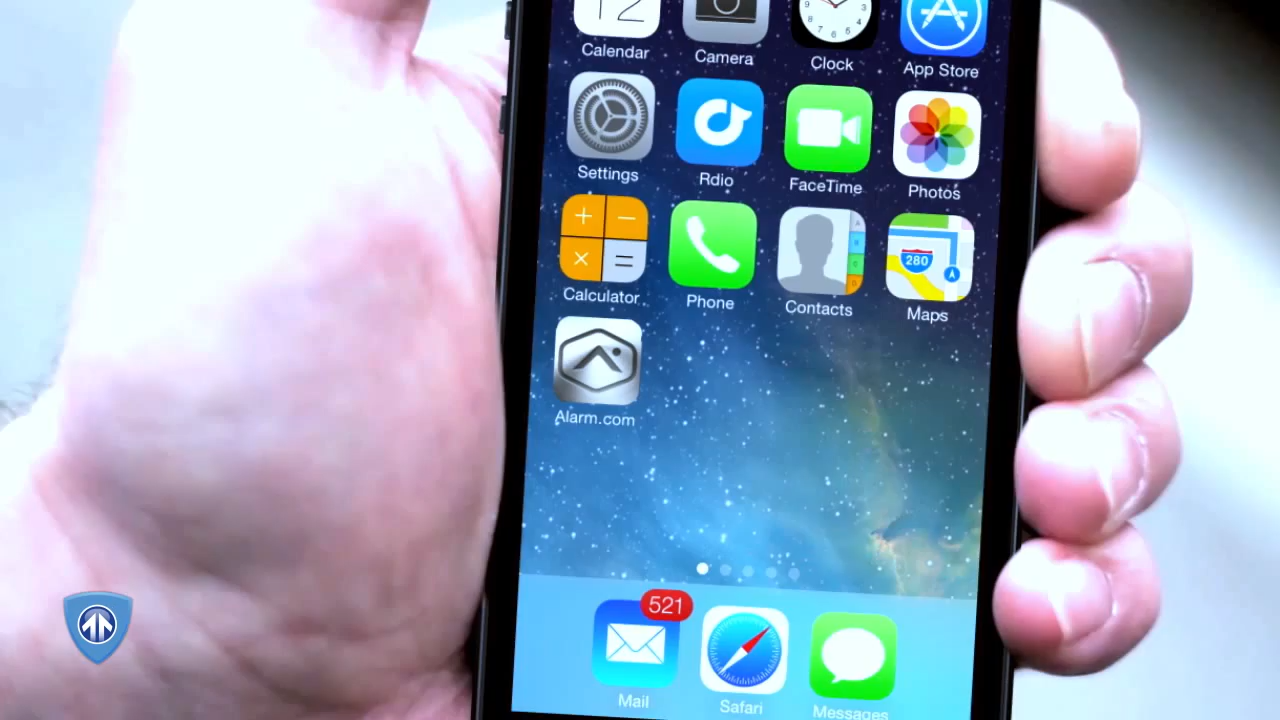 12
Calendar Camera Clock App Store
Settings Rdio FaceTime Photos
280
Calculator Phone Contacts Maps
Alarm.com
521
Mail Safari Messages